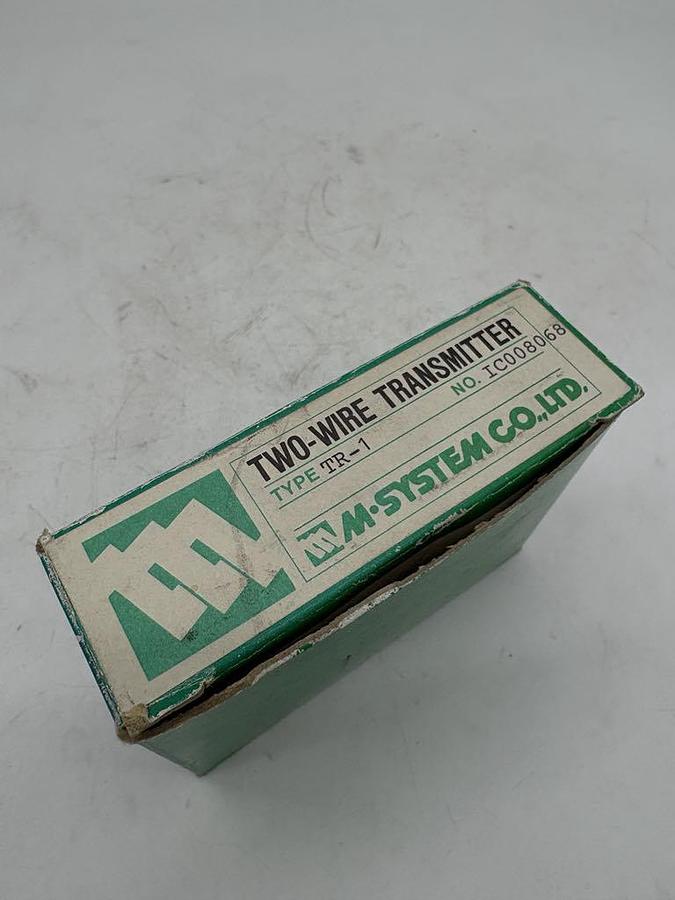 TWO-WIRE TRANSMITTER
TYPE TR-1 NO. IC008068
M·SYSTEM CO.,LTD.